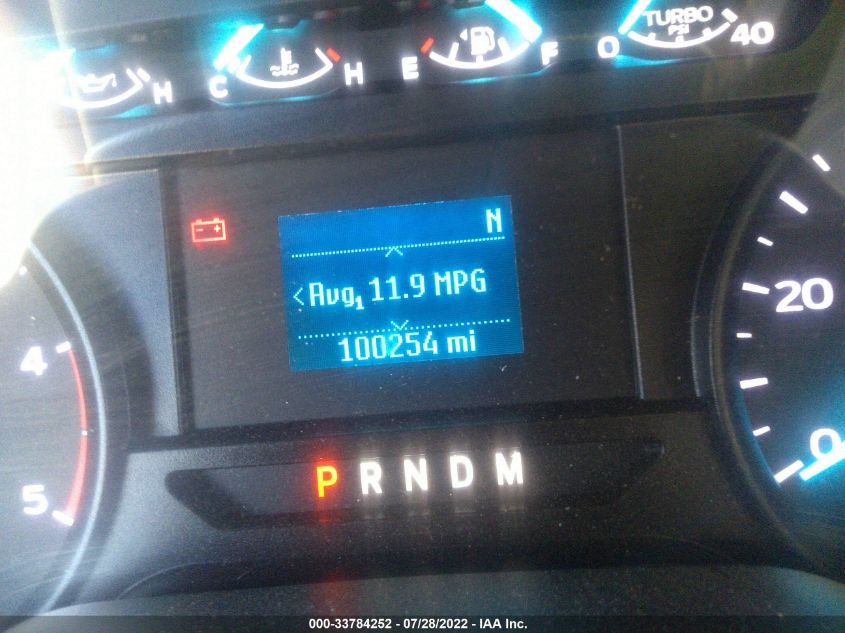 H C H E F 0 TURBO PSI 40
N
Avg1 11.9 MPG
100254 mi
4
5
20
0
P R N D M
000-33784252 - 07/28/2022 - IAA Inc.